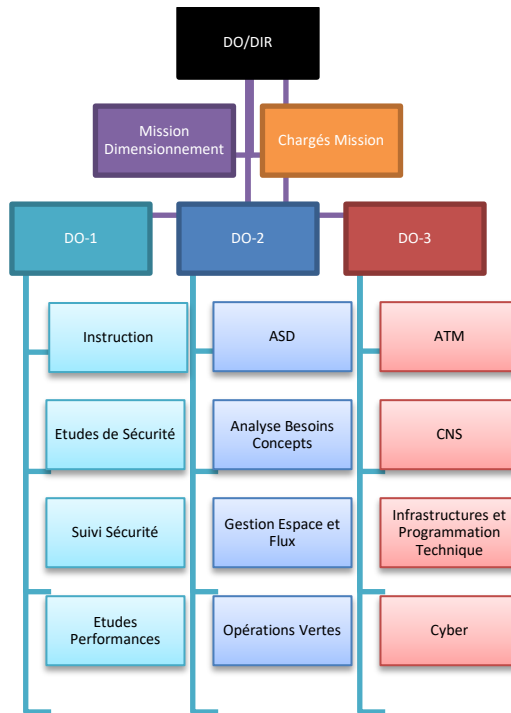 DO/DIR
Mission
Dimensionnement
Chargés Mission
DO-1
DO-2
DO-3
Instruction
ASD
ATM
Etudes de Sécurité
Analyse Besoins
Concepts
CNS
Suivi Sécurité
Gestion Espace et
Flux
Infrastructures et
Programmation
Technique
Etudes
Performances
Opérations Vertes
Cyber